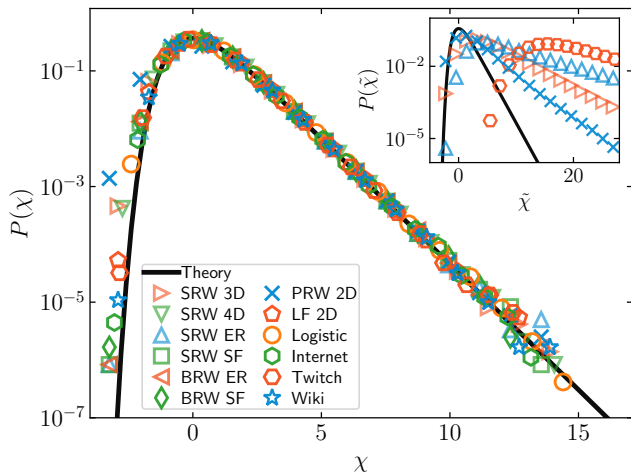 10⁻¹
10⁻³
10⁻⁵
10⁻⁷
P(χ)
0
5
10
15
χ
10⁻²
10⁻⁵
P(χ̃)
0
20
χ̃
Theory
SRW 3D
SRW 4D
SRW ER
SRW SF
BRW ER
BRW SF
PRW 2D
LF 2D
Logistic
Internet
Twitch
Wiki